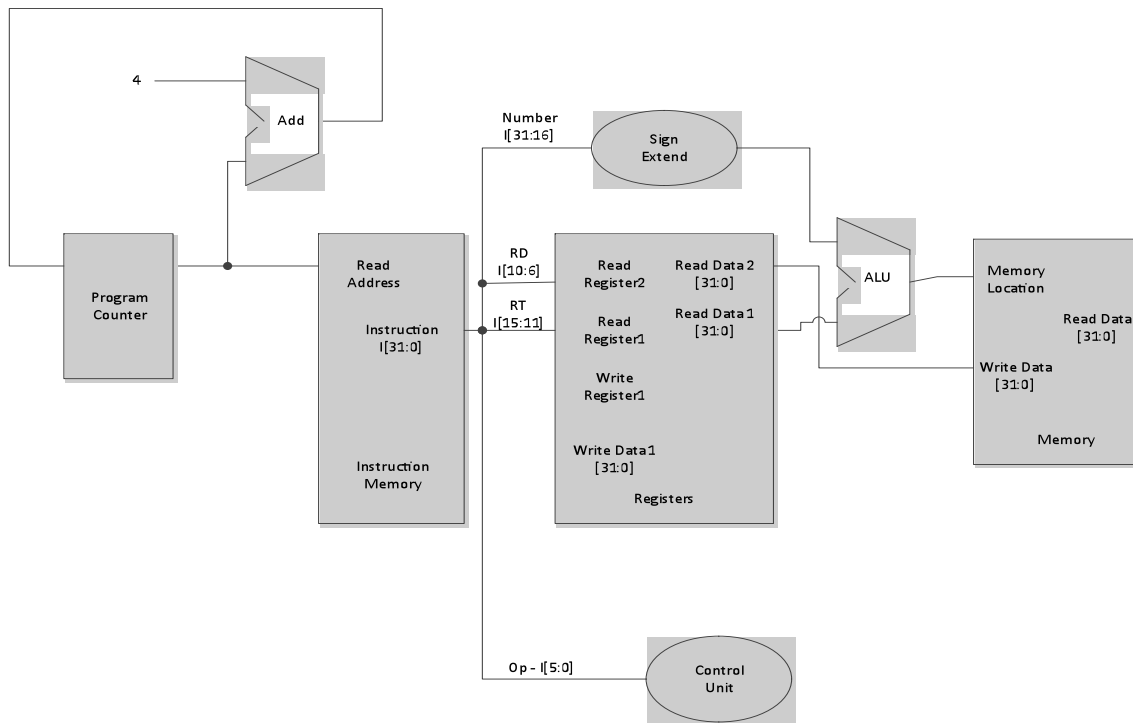 4
Add
Number
I[31:16]
Sign
Extend
RD
I[10:6]
RT
I[15:11]
Program
Counter
Read
Address
Instruction
I[31:0]
Instruction
Memory
Read
Register2
Read Data 2
[31:0]
Read
Register1
Read Data 1
[31:0]
Write
Register1
Write Data1
[31:0]
Registers
ALU
Memory
Location
Read Data
[31:0]
Write Data
[31:0]
Memory
Op - I[5:0]
Control
Unit